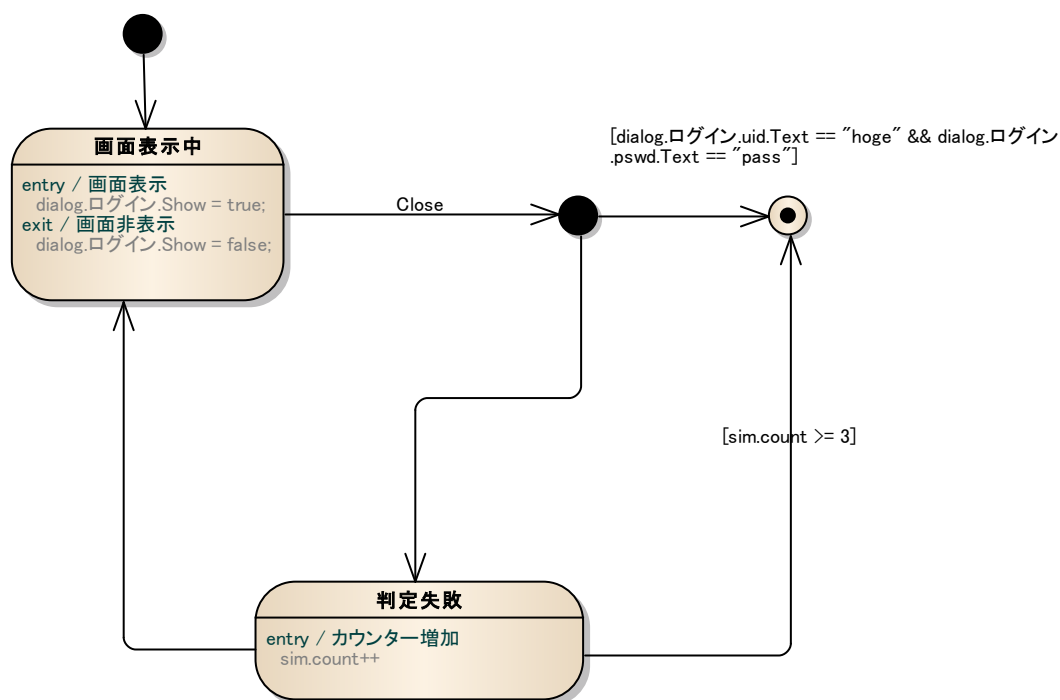 [dialog.ログイン.uid.Text == "hoge" && dialog.ログイン
.pswd.Text == "pass"]
画面表示中
entry / 画面表示
dialog.ログイン.Show = true;
exit / 画面非表示
dialog.ログイン.Show = false;
Close
[sim.count >= 3]
判定失敗
entry / カウンター増加
sim.count++